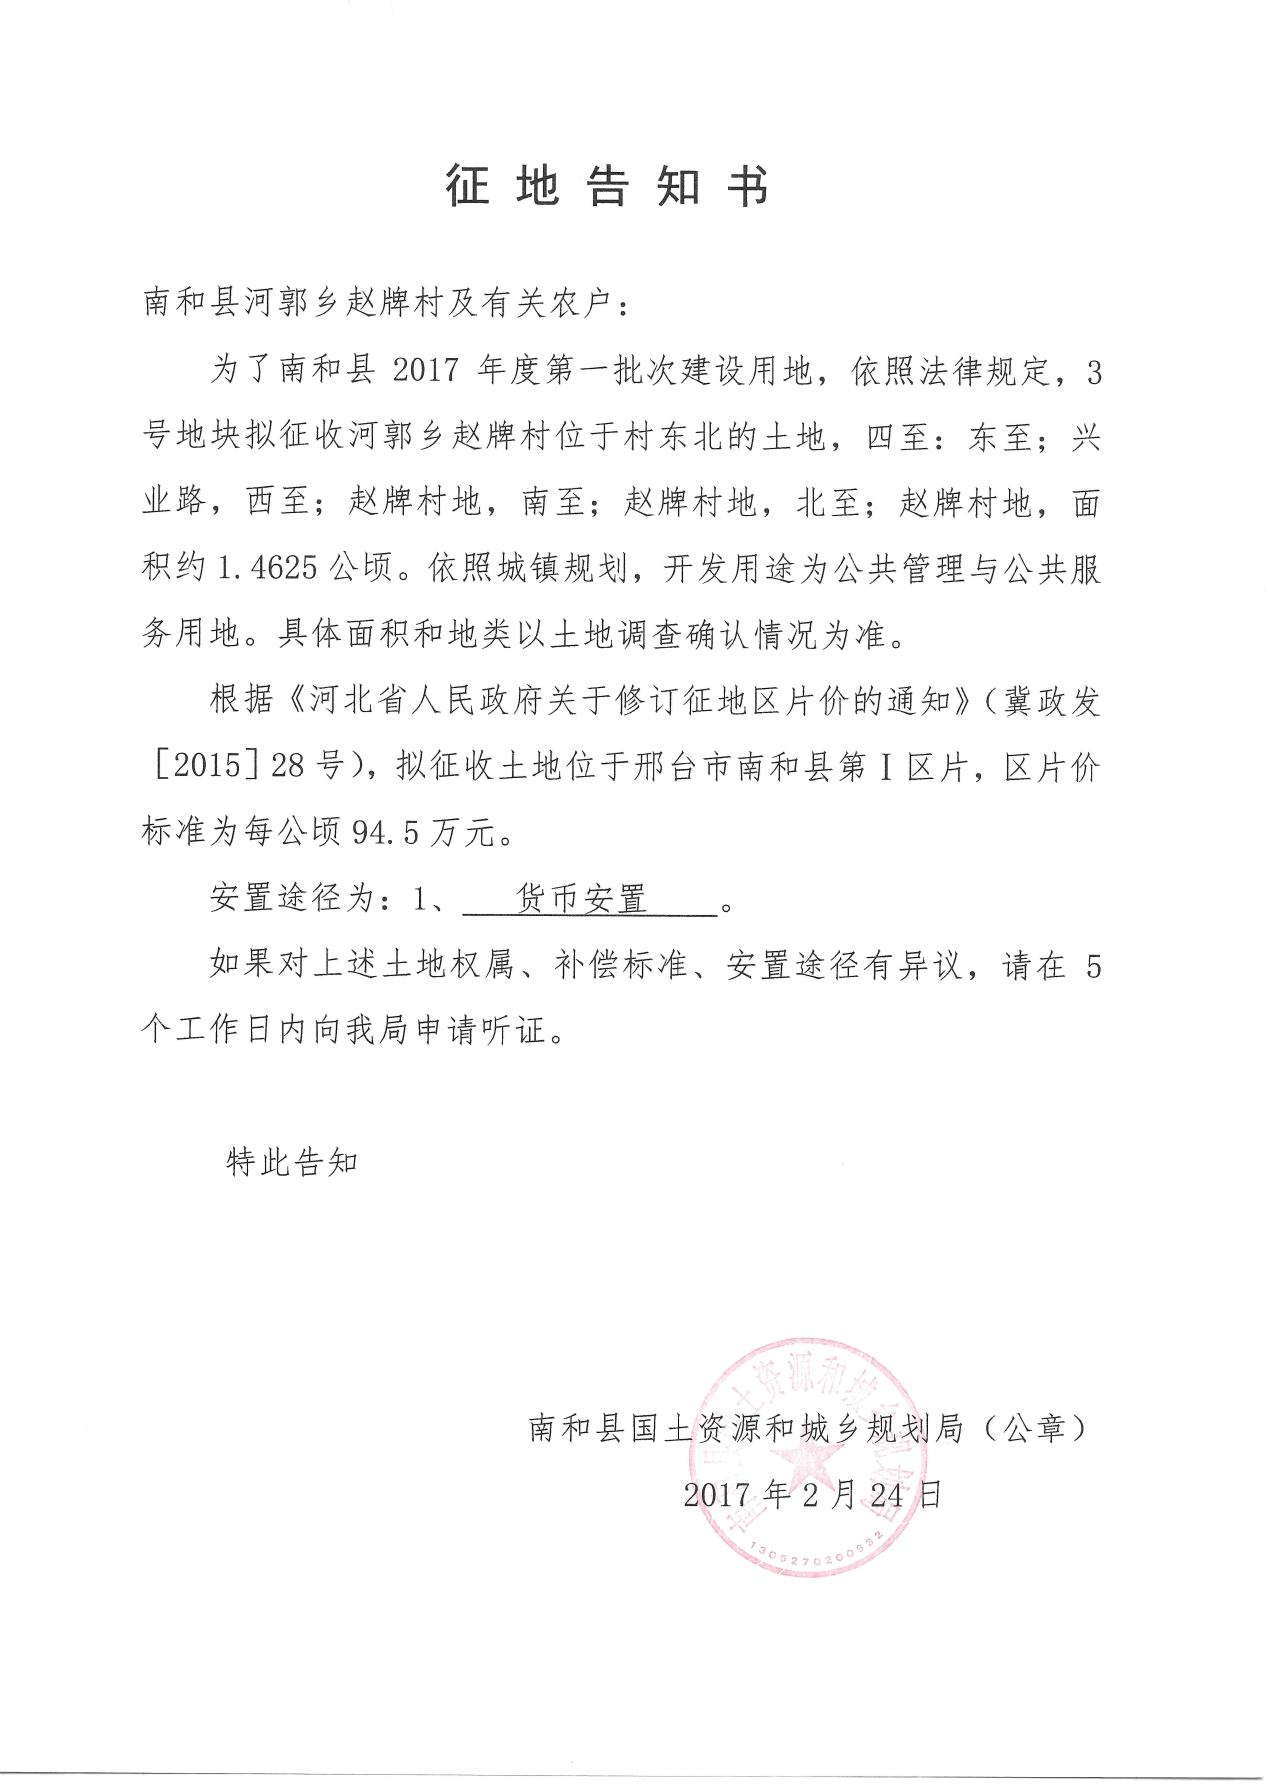 征地告知书
南和县河郭乡赵牌村及有关农户：
为了南和县 2017 年度第一批次建设用地，依照法律规定，3
号地块拟征收河郭乡赵牌村位于村东北的土地，四至：东至；兴
业路，西至；赵牌村地，南至；赵牌村地，北至；赵牌村地，面
积约 1.4625 公顷。依照城镇规划，开发用途为公共管理与公共服
务用地。具体面积和地类以土地调查确认情况为准。
根据《河北省人民政府关于修订征地区片价的通知》（冀政发
［2015］28 号），拟征收土地位于邢台市南和县第 I 区片，区片价
标准为每公顷 94.5 万元。
安置途径为：1、 货币安置 。
如果对上述土地权属、补偿标准、安置途径有异议，请在 5
个工作日内向我局申请听证。
特此告知
南和县国土资源和城乡规划局（公章）
2017 年 2 月 24 日